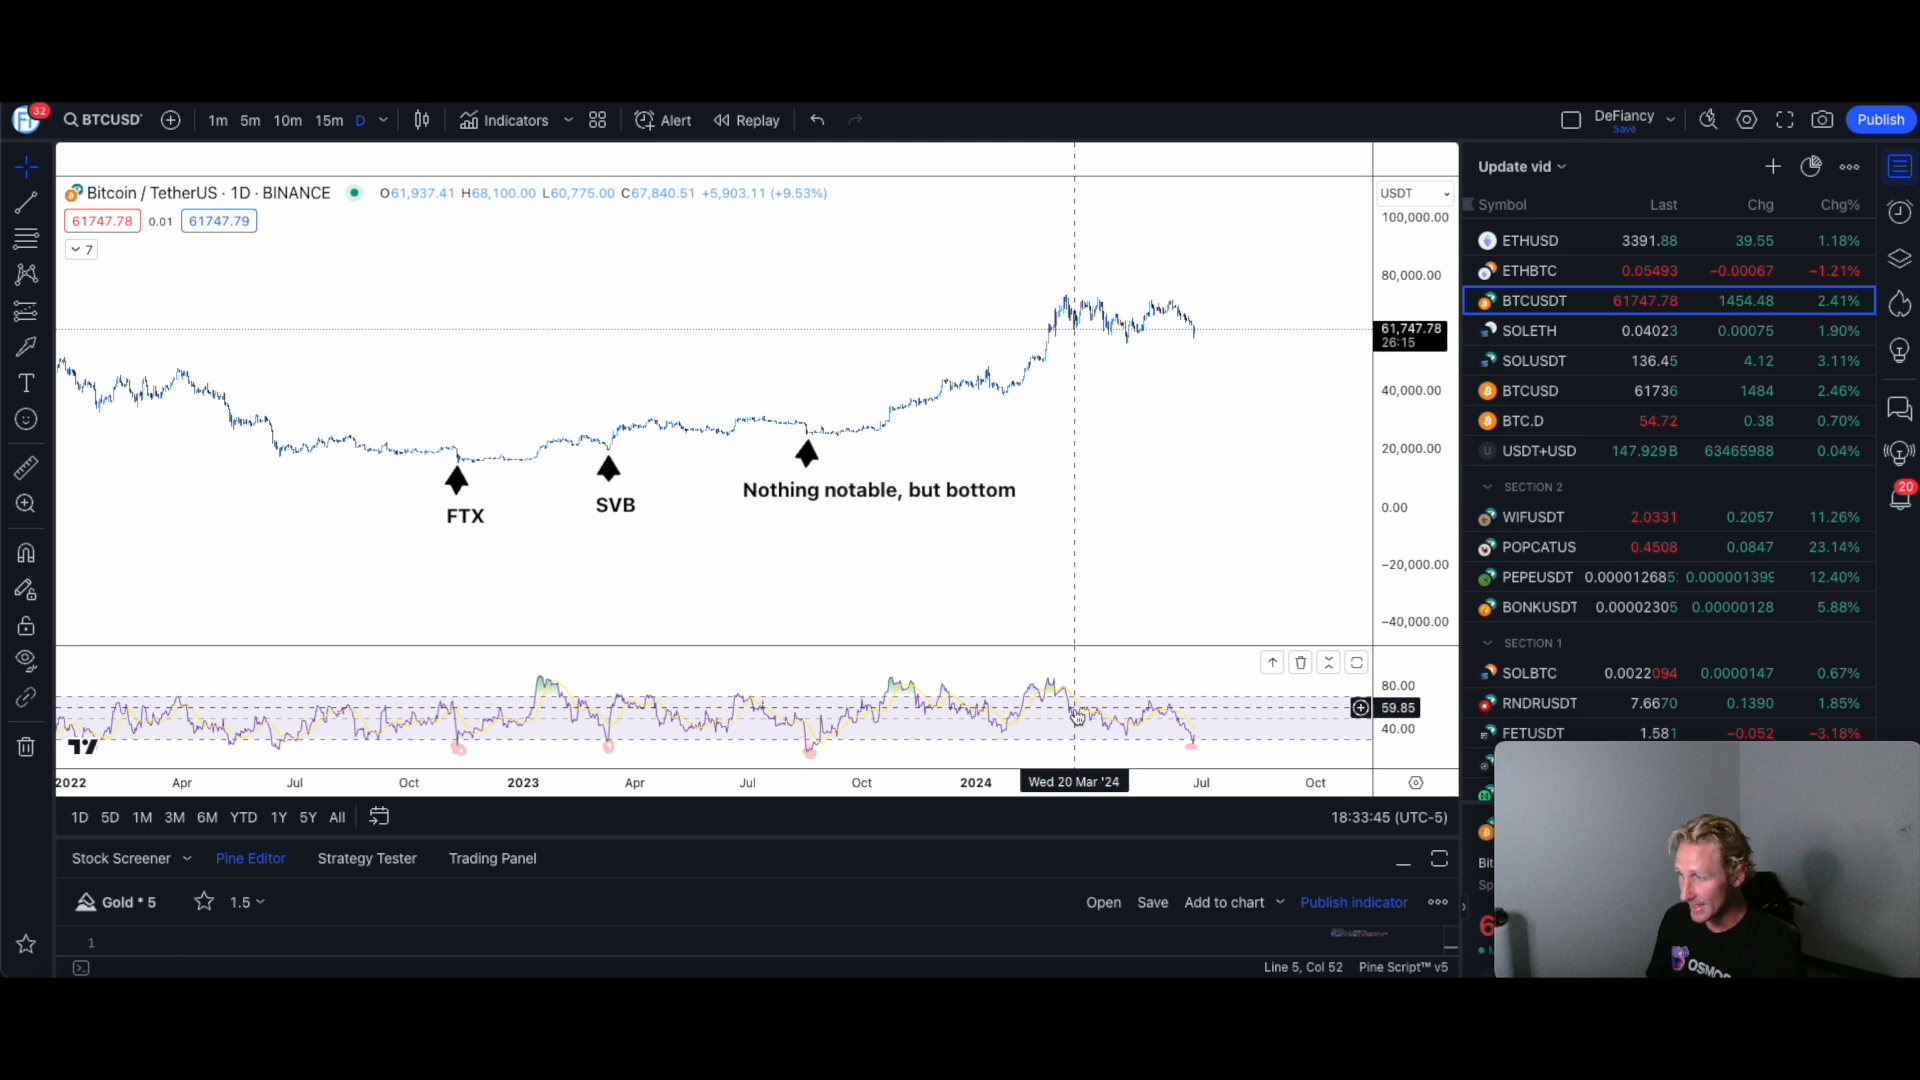 32
BTCUSDT
1m 5m 10m 15m D
Indicators
Alert
Replay
DeFiancy
Save
Publish
Bitcoin / TetherUS · 1D · BINANCE
O61,937.41 H68,100.00 L60,775.00 C67,840.51 +5,903.11 (+9.53%)
61747.78 0.01 61747.79
7
USDT
100,000.00
80,000.00
61,747.78
26:15
40,000.00
20,000.00
0.00
−20,000.00
−40,000.00
FTX
SVB
Nothing notable, but bottom
80.00
59.85
40.00
2022 Apr Jul Oct 2023 Apr Jul Oct 2024 Wed 20 Mar '24 Jul Oct
1D 5D 1M 3M 6M YTD 1Y 5Y All
18:33:45 (UTC-5)
Stock Screener Pine Editor Strategy Tester Trading Panel
Gold * 5 1.5
Open Save Add to chart Publish indicator
1
Line 5, Col 52 Pine Script™ v5
Update vid
Symbol Last Chg Chg%
ETHUSD 3391.88 39.55 1.18%
ETHBTC 0.05493 −0.00067 −1.21%
BTCUSDT 61747.78 1454.48 2.41%
SOLETH 0.04023 0.00075 1.90%
SOLUSDT 136.45 4.12 3.11%
BTCUSD 61736 1484 2.46%
BTC.D 54.72 0.38 0.70%
USDT+USD 147.929B 63465988 0.04%
SECTION 2
WIFUSDT 2.0331 0.2057 11.26%
POPCATUS 0.4508 0.0847 23.14%
PEPEUSDT 0.0000126852 0.000001399 12.40%
BONKUSDT 0.00002305 0.00000128 5.88%
SECTION 1
SOLBTC 0.0022094 0.0000147 0.67%
RNDRUSDT 7.6670 0.1390 1.85%
FETUSDT 1.581 −0.052 −3.18%
Bit
Sp
6
20
OSMOS